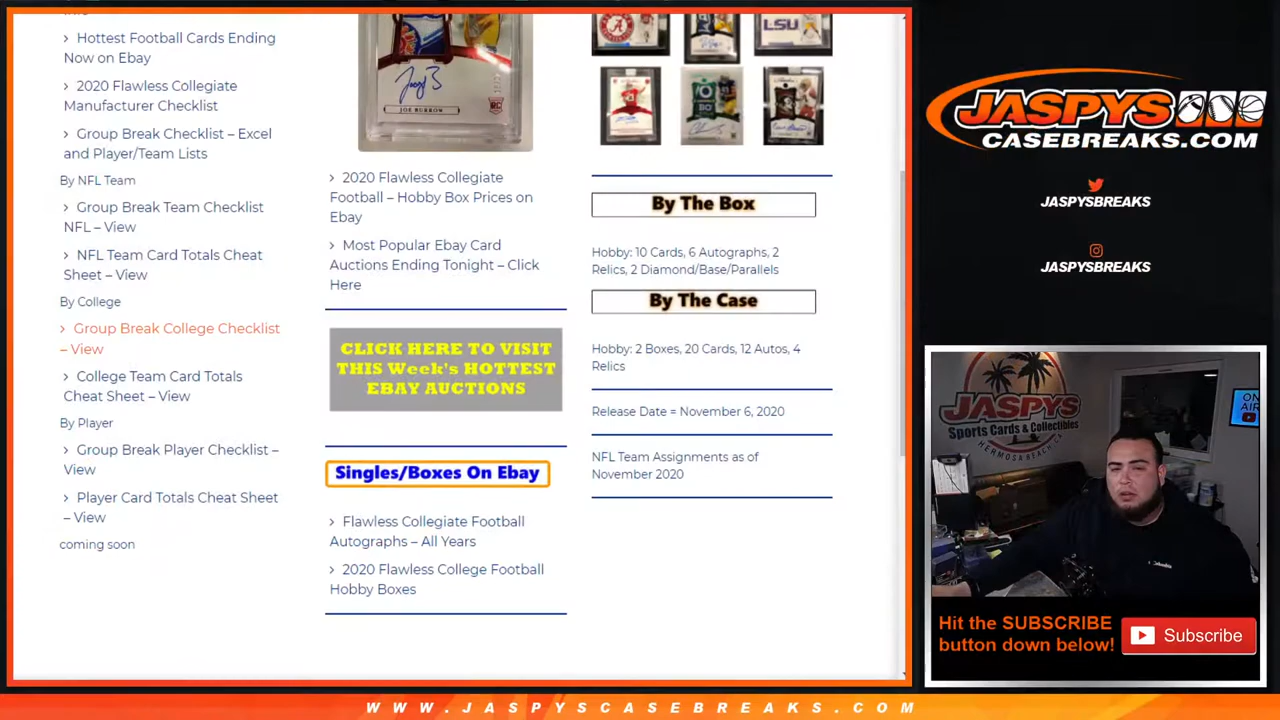 Hottest Football Cards Ending
Now on Ebay
2020 Flawless Collegiate
Manufacturer Checklist
Group Break Checklist – Excel
and Player/Team Lists
By NFL Team
Group Break Team Checklist
NFL – View
NFL Team Card Totals Cheat
Sheet – View
By College
Group Break College Checklist
– View
College Team Card Totals
Cheat Sheet – View
By Player
Group Break Player Checklist –
View
Player Card Totals Cheat Sheet
– View
coming soon
JOE BURROW
RC
2020 Flawless Collegiate
Football – Hobby Box Prices on
Ebay
Most Popular Ebay Card
Auctions Ending Tonight – Click
Here
CLICK HERE TO VISIT
THIS Week's HOTTEST
EBAY AUCTIONS
Singles/Boxes On Ebay
Flawless Collegiate Football
Autographs – All Years
2020 Flawless College Football
Hobby Boxes
LSU
By The Box
Hobby: 10 Cards, 6 Autographs, 2
Relics, 2 Diamond/Base/Parallels
By The Case
Hobby: 2 Boxes, 20 Cards, 12 Autos, 4
Relics
Release Date = November 6, 2020
NFL Team Assignments as of
November 2020
JASPYS
CASEBREAKS.COM
JASPYSBREAKS
JASPYSBREAKS
JASPYS
Sports Cards & Collectibles
HERMOSA BEACH, CA
ON
AIR
Columbia
Hit the SUBSCRIBE
button down below!
Subscribe
WWW.JASPYSCASEBREAKS.COM